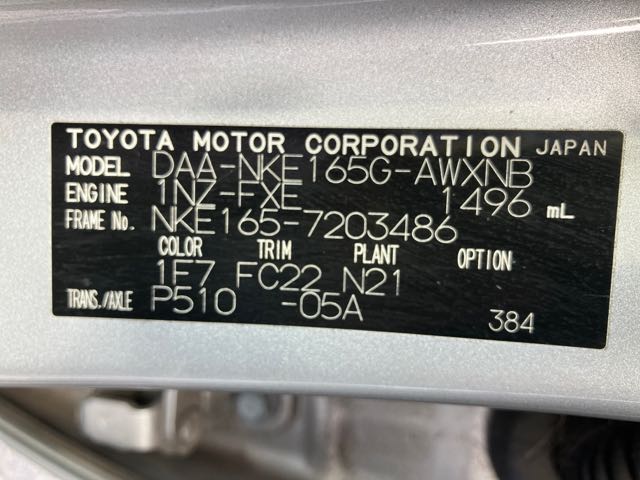 TOYOTA MOTOR CORPORATION JAPAN
MODEL DAA-NKE165G-AWXNB
ENGINE 1NZ-FXE 1496 mL
FRAME No. NKE165-7203486
COLOR TRIM PLANT OPTION
1F7 FC22 N21
TRANS./AXLE P510 -05A
384